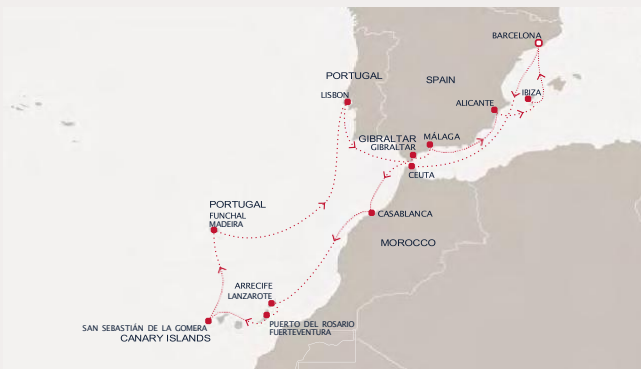 BARCELONA
PORTUGAL
SPAIN
LISBON
IBIZA
ALICANTE
GIBRALTAR
MÁLAGA
GIBRALTAR
CEUTA
PORTUGAL
FUNCHAL
MADEIRA
CASABLANCA
MOROCCO
ARRECIFE
LANZAROTE
PUERTO DEL ROSARIO
FUERTEVENTURA
SAN SEBASTIÁN DE LA GOMERA
CANARY ISLANDS